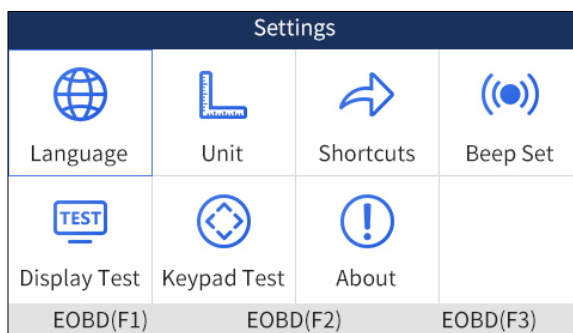 Settings
Language Unit Shortcuts Beep Set
TEST
Display Test Keypad Test About
EOBD(F1) EOBD(F2) EOBD(F3)